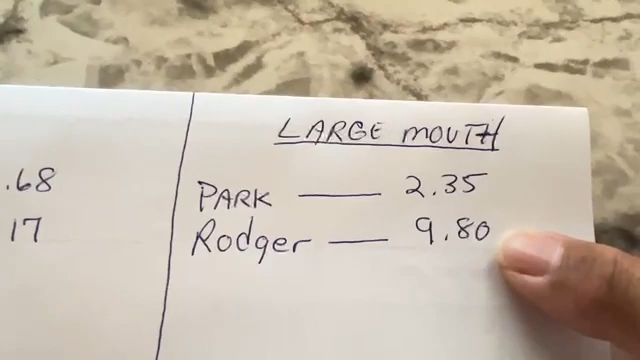 LARGE MOUTH
.68
PARK — 2.35
17
Rodger — 9.80